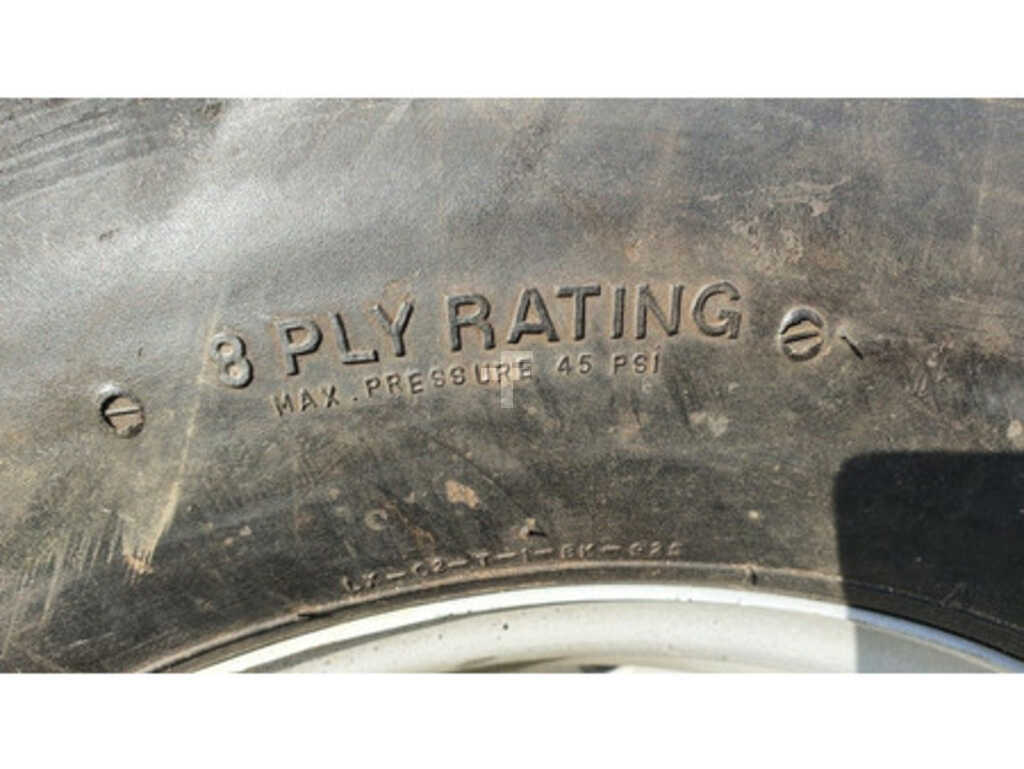 8 PLY RATING
MAX. PRESSURE 45 PSI